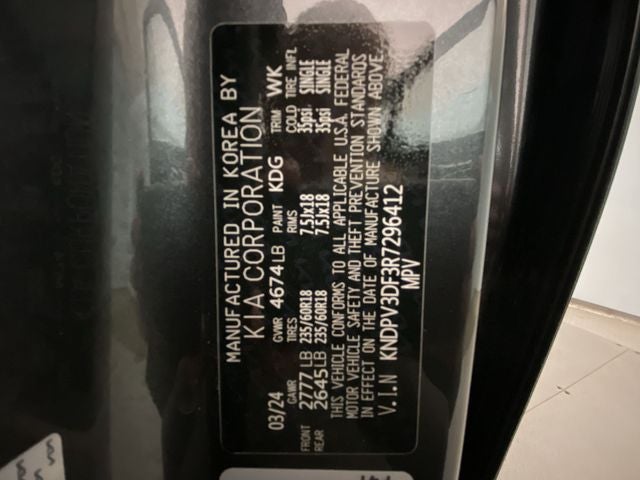 MANUFACTURED IN KOREA BY
KIA CORPORATION
03/24 GVWR 4674LB PAINT KDG TRIM WK
GAWR TIRES RIMS COLD TIRE INFL
FRONT 2777LB 235/60R18 7.5Jx18 35psi SINGLE
REAR 2645LB 235/60R18 7.5Jx18 35psi SINGLE
THIS VEHICLE CONFORMS TO ALL APPLICABLE U.S.A. FEDERAL
MOTOR VEHICLE SAFETY AND THEFT PREVENTION STANDARDS
IN EFFECT ON THE DATE OF MANUFACTURE SHOWN ABOVE.
V.I.N KNDPV3DF3R7296412
MPV